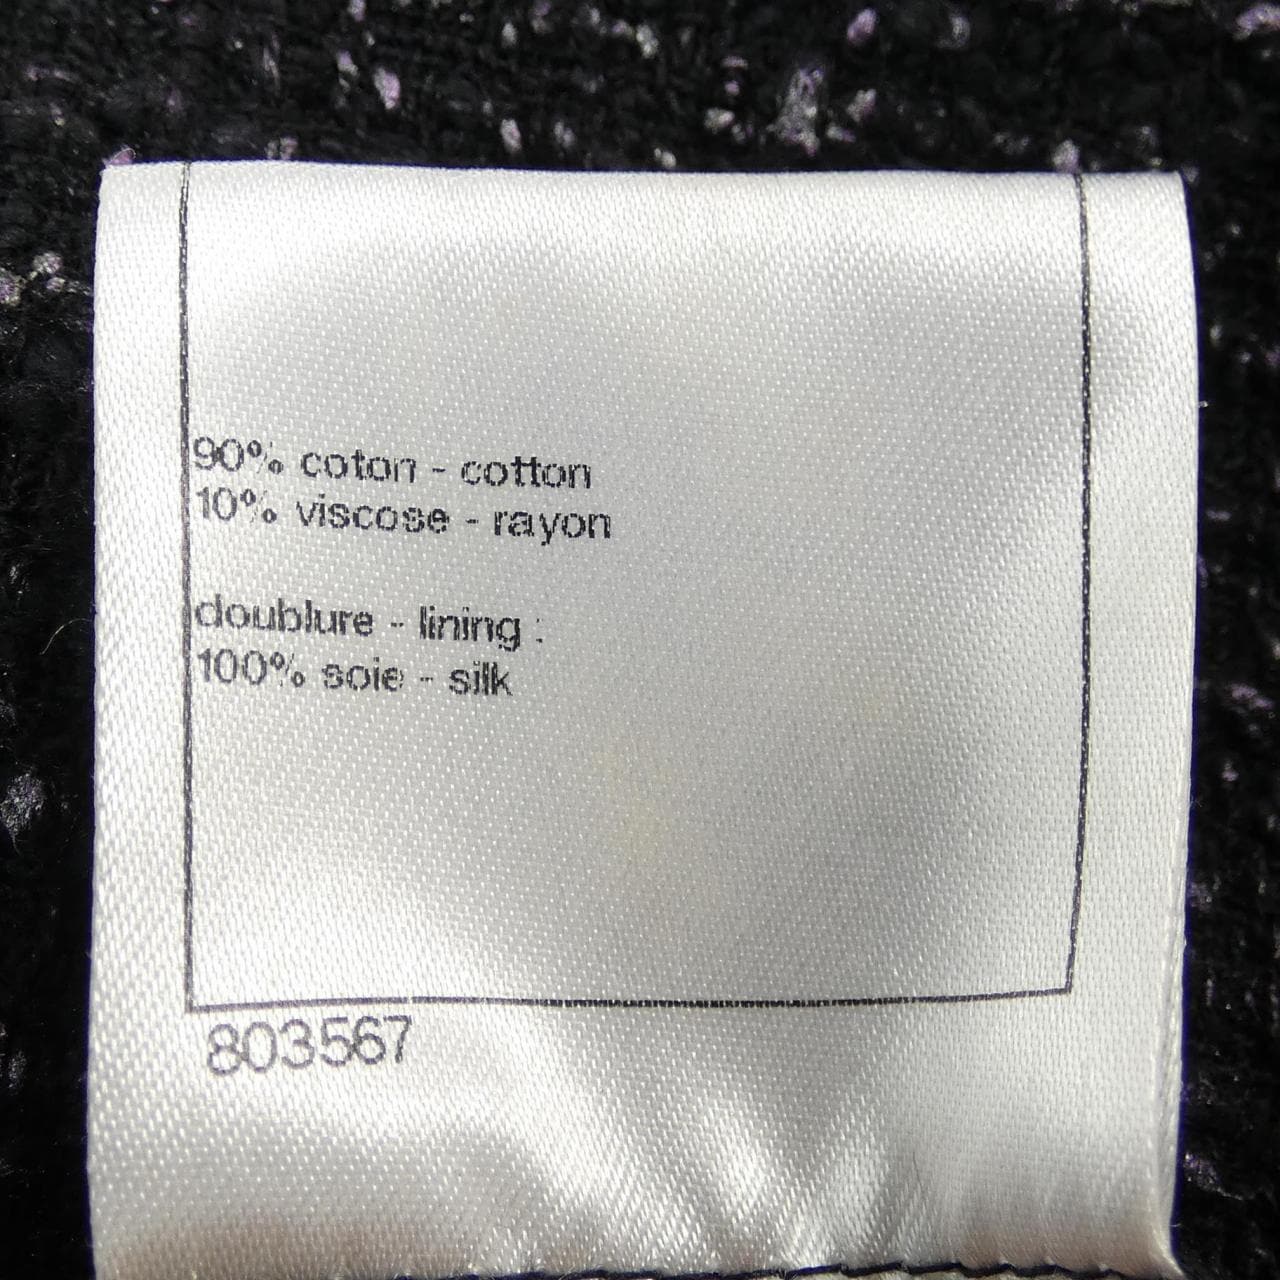 90% coton - cotton
10% viscose - rayon
doublure - lining :
100% soie - silk
803567